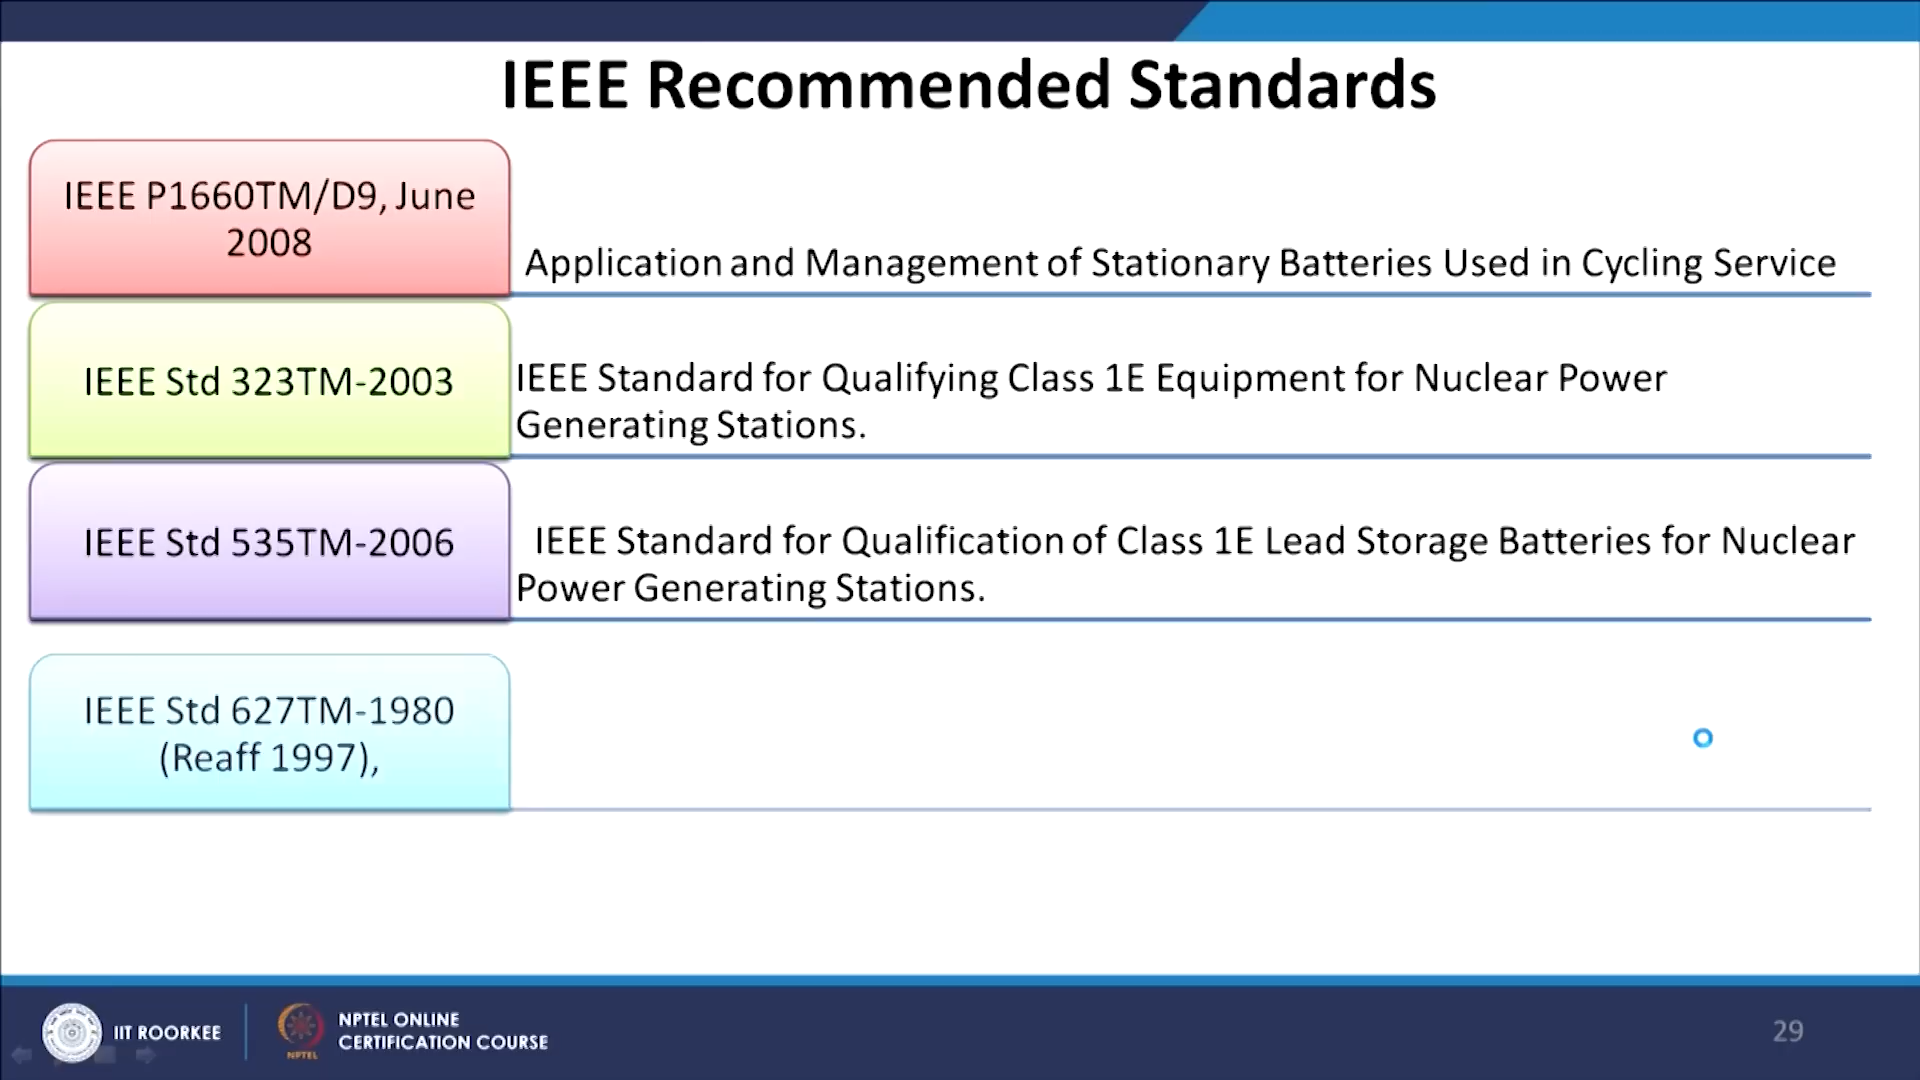 IEEE Recommended Standards
IEEE P1660TM/D9, June
2008
Application and Management of Stationary Batteries Used in Cycling Service
IEEE Std 323TM-2003
IEEE Standard for Qualifying Class 1E Equipment for Nuclear Power
Generating Stations.
IEEE Std 535TM-2006
IEEE Standard for Qualification of Class 1E Lead Storage Batteries for Nuclear
Power Generating Stations.
IEEE Std 627TM-1980
(Reaff 1997),
IIT ROORKEE
NPTEL
NPTEL ONLINE
CERTIFICATION COURSE
29